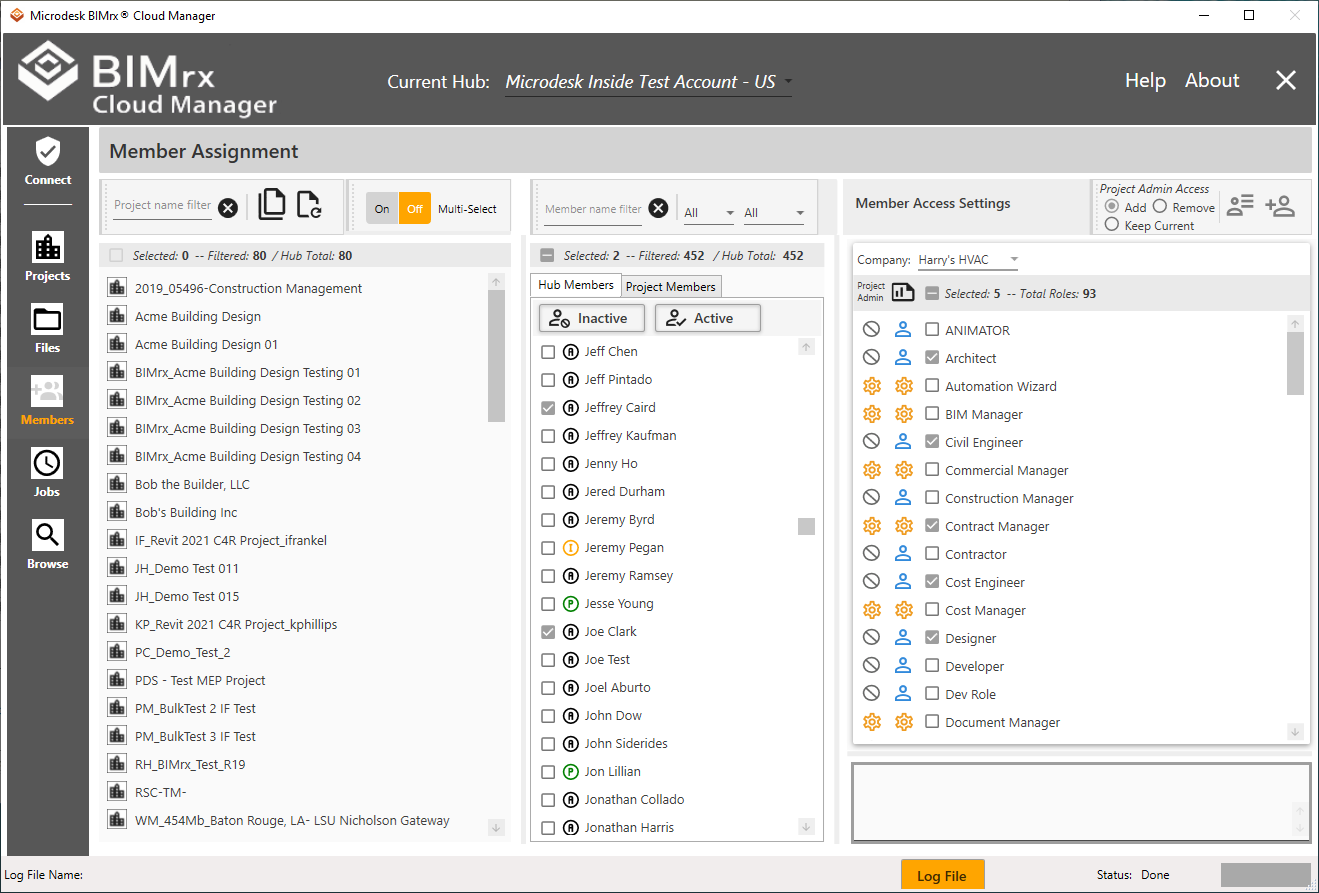 Microdesk BIMrx® Cloud Manager
BIMrx
Cloud Manager
Current Hub: Microdesk Inside Test Account - US
Help About
Connect
Projects
Files
Members
Jobs
Browse
Member Assignment
Project name filter
On Off Multi-Select
Selected: 0 -- Filtered: 80 / Hub Total: 80
2019_05496-Construction Management
Acme Building Design
Acme Building Design 01
BIMrx_Acme Building Design Testing 01
BIMrx_Acme Building Design Testing 02
BIMrx_Acme Building Design Testing 03
BIMrx_Acme Building Design Testing 04
Bob the Builder, LLC
Bob's Building Inc
IF_Revit 2021 C4R Project_ifrankel
JH_Demo Test 011
JH_Demo Test 015
KP_Revit 2021 C4R Project_kphillips
PC_Demo_Test_2
PDS - Test MEP Project
PM_BulkTest 2 IF Test
PM_BulkTest 3 IF Test
RH_BIMrx_Test_R19
RSC-TM-
WM_454Mb_Baton Rouge, LA- LSU Nicholson Gateway
Member name filter
All All
Selected: 2 -- Filtered: 452 / Hub Total: 452
Hub Members Project Members
Inactive Active
A Jeff Chen
A Jeff Pintado
A Jeffrey Caird
A Jeffrey Kaufman
A Jenny Ho
A Jered Durham
A Jeremy Byrd
I Jeremy Pegan
A Jeremy Ramsey
P Jesse Young
A Joe Clark
A Joe Test
A Joel Aburto
A John Dow
A John Siderides
P Jon Lillian
A Jonathan Collado
A Jonathan Harris
Member Access Settings
Project Admin Access
Add Remove
Keep Current
Company: Harry's HVAC
Project
Admin
Selected: 5 -- Total Roles: 93
ANIMATOR
Architect
Automation Wizard
BIM Manager
Civil Engineer
Commercial Manager
Construction Manager
Contract Manager
Contractor
Cost Engineer
Cost Manager
Designer
Developer
Dev Role
Document Manager
Log File Name:
Log File
Status: Done